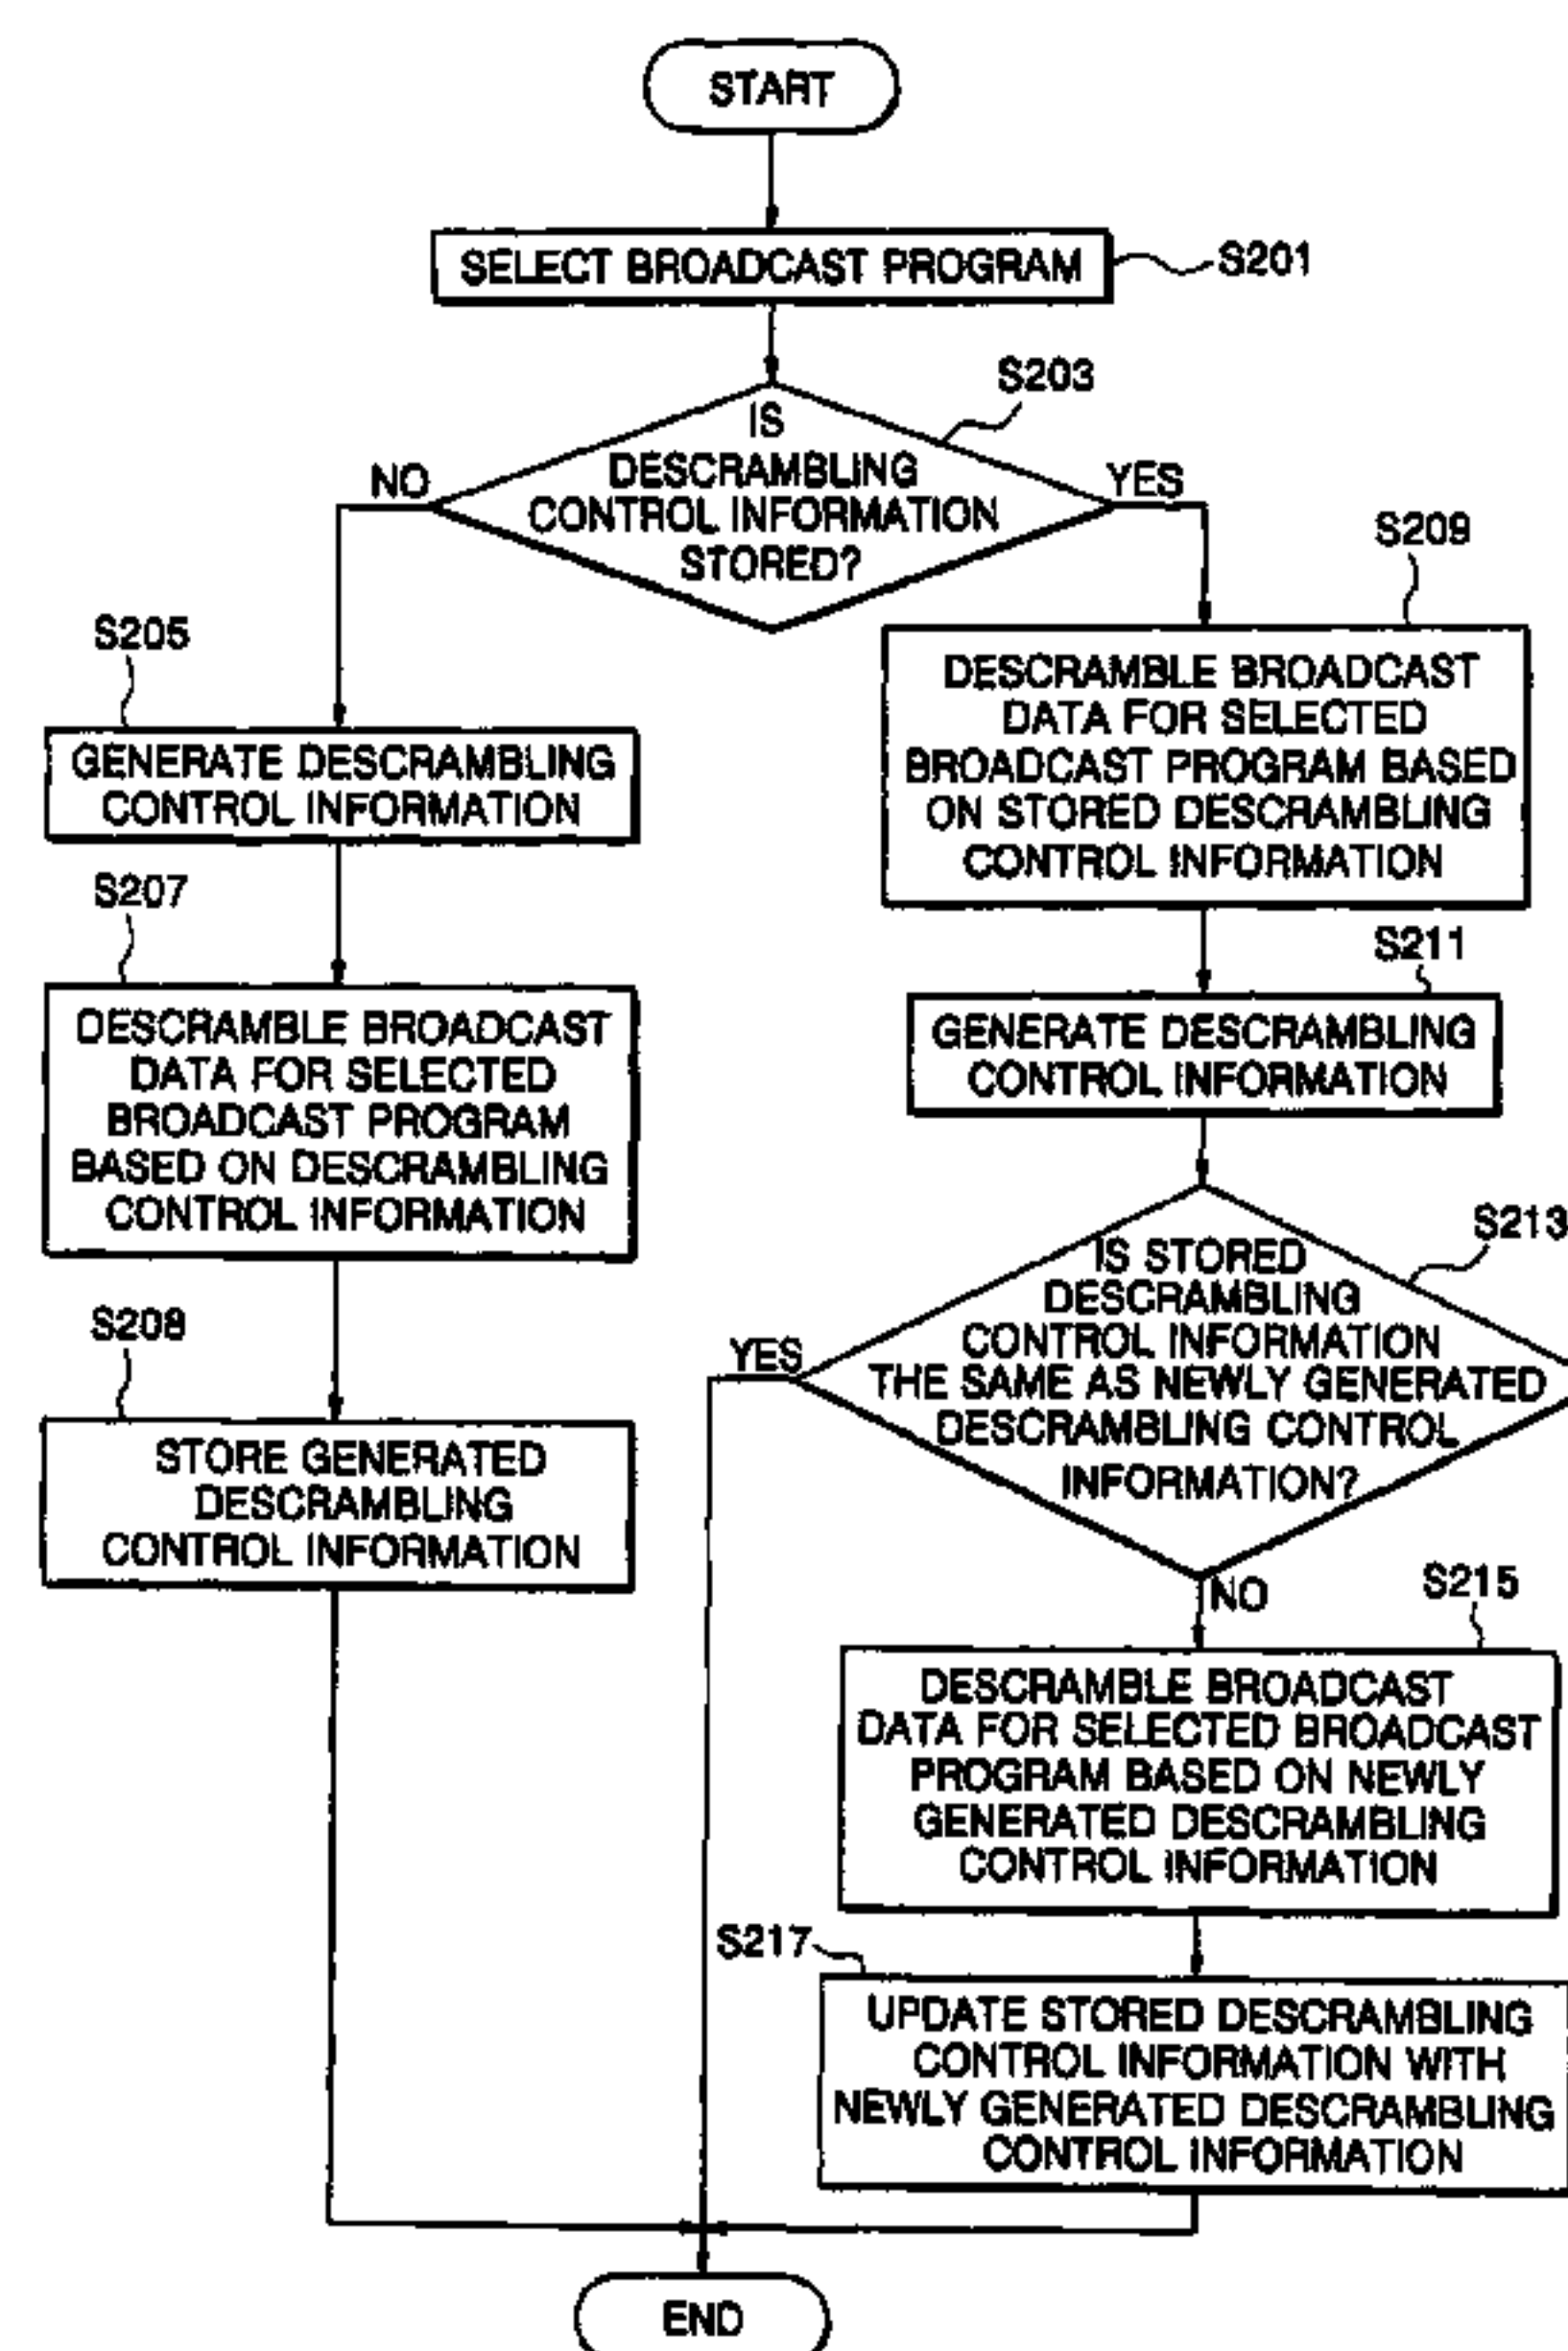 START
SELECT BROADCAST PROGRAM
S201
S203
IS
DESCRAMBLING
CONTROL INFORMATION
STORED?
NO
YES
S205
GENERATE DESCRAMBLING
CONTROL INFORMATION
S207
DESCRAMBLE BROADCAST
DATA FOR SELECTED
BROADCAST PROGRAM
BASED ON DESCRAMBLING
CONTROL INFORMATION
S208
STORE GENERATED
DESCRAMBLING
CONTROL INFORMATION
S209
DESCRAMBLE BROADCAST
DATA FOR SELECTED
BROADCAST PROGRAM BASED
ON STORED DESCRAMBLING
CONTROL INFORMATION
S211
GENERATE DESCRAMBLING
CONTROL INFORMATION
S213
IS STORED
DESCRAMBLING
CONTROL INFORMATION
THE SAME AS NEWLY GENERATED
DESCRAMBLING CONTROL
INFORMATION?
YES
NO
S215
DESCRAMBLE BROADCAST
DATA FOR SELECTED BROADCAST
PROGRAM BASED ON NEWLY
GENERATED DESCRAMBLING
CONTROL INFORMATION
S217
UPDATE STORED DESCRAMBLING
CONTROL INFORMATION WITH
NEWLY GENERATED DESCRAMBLING
CONTROL INFORMATION
END